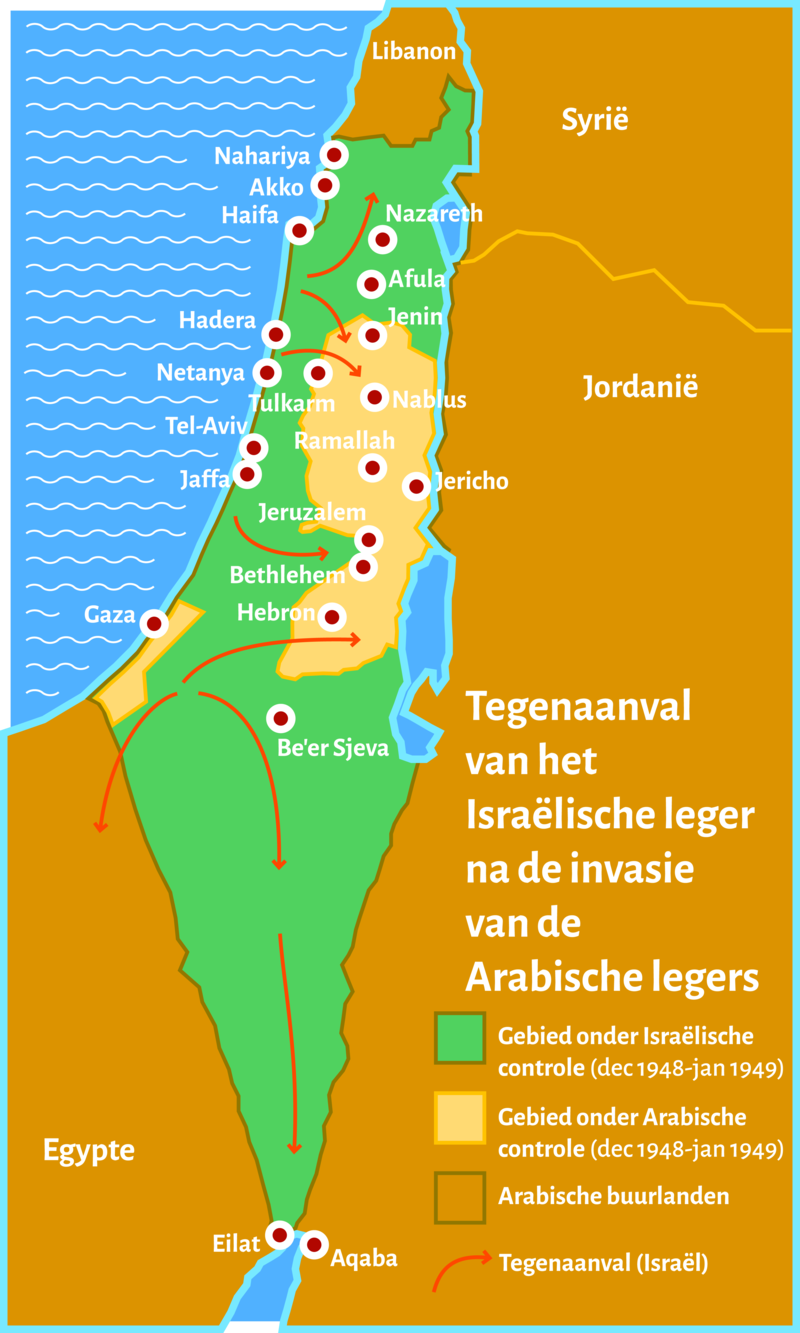 Libanon
Syrië
Nahariya
Akko
Haifa
Nazareth
Afula
Hadera
Jenin
Netanya
Jordanië
Tulkarm
Nablus
Tel-Aviv
Ramallah
Jaffa
Jericho
Jeruzalem
Bethlehem
Gaza
Hebron
Be'er Sjeva
Tegenaanval
van het
Israëlische leger
na de invasie
van de
Arabische legers
Gebied onder Israëlische
controle (dec 1948-jan 1949)
Gebied onder Arabische
controle (dec 1948-jan 1949)
Egypte
Arabische buurlanden
Eilat
Aqaba
Tegenaanval (Israël)